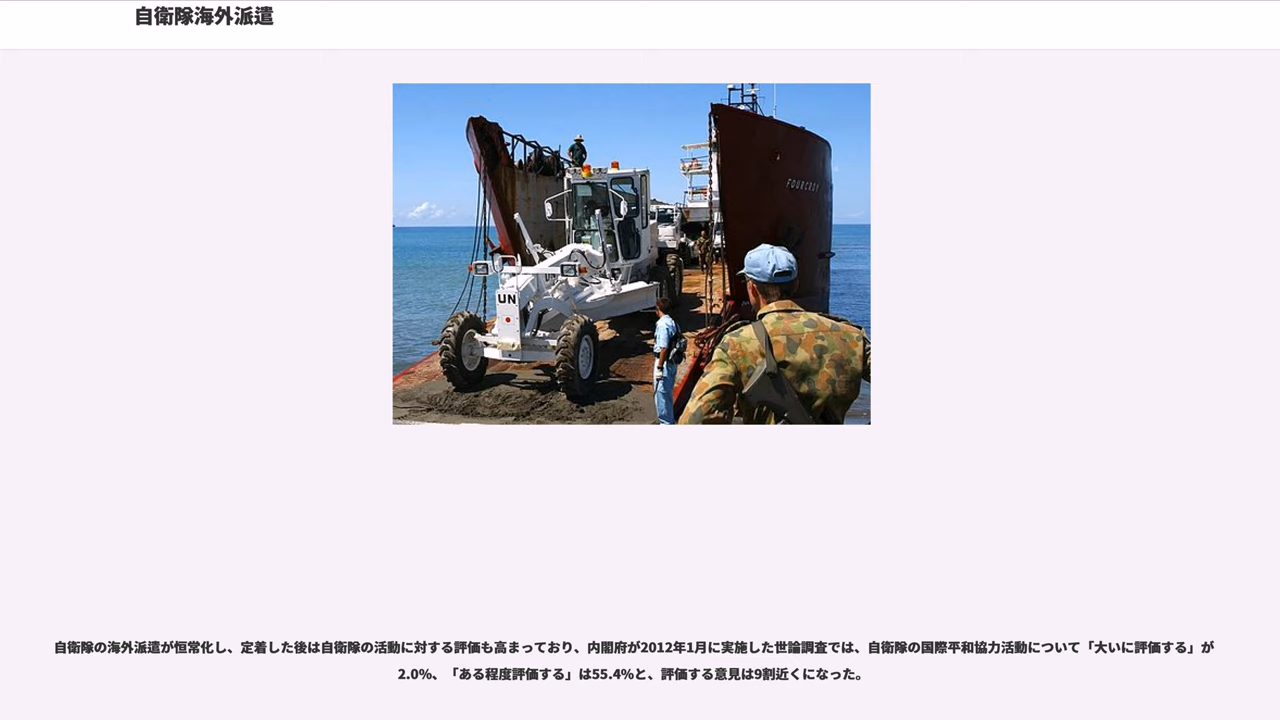 自衛隊海外派遣
FOURCROY
UN
自衛隊の海外派遣が恒常化し、定着した後は自衛隊の活動に対する評価も高まっており、内閣府が2012年1月に実施した世論調査では、自衛隊の国際平和協力活動について「大いに評価する」が
2.0%、「ある程度評価する」は55.4%と、評価する意見は9割近くになった。